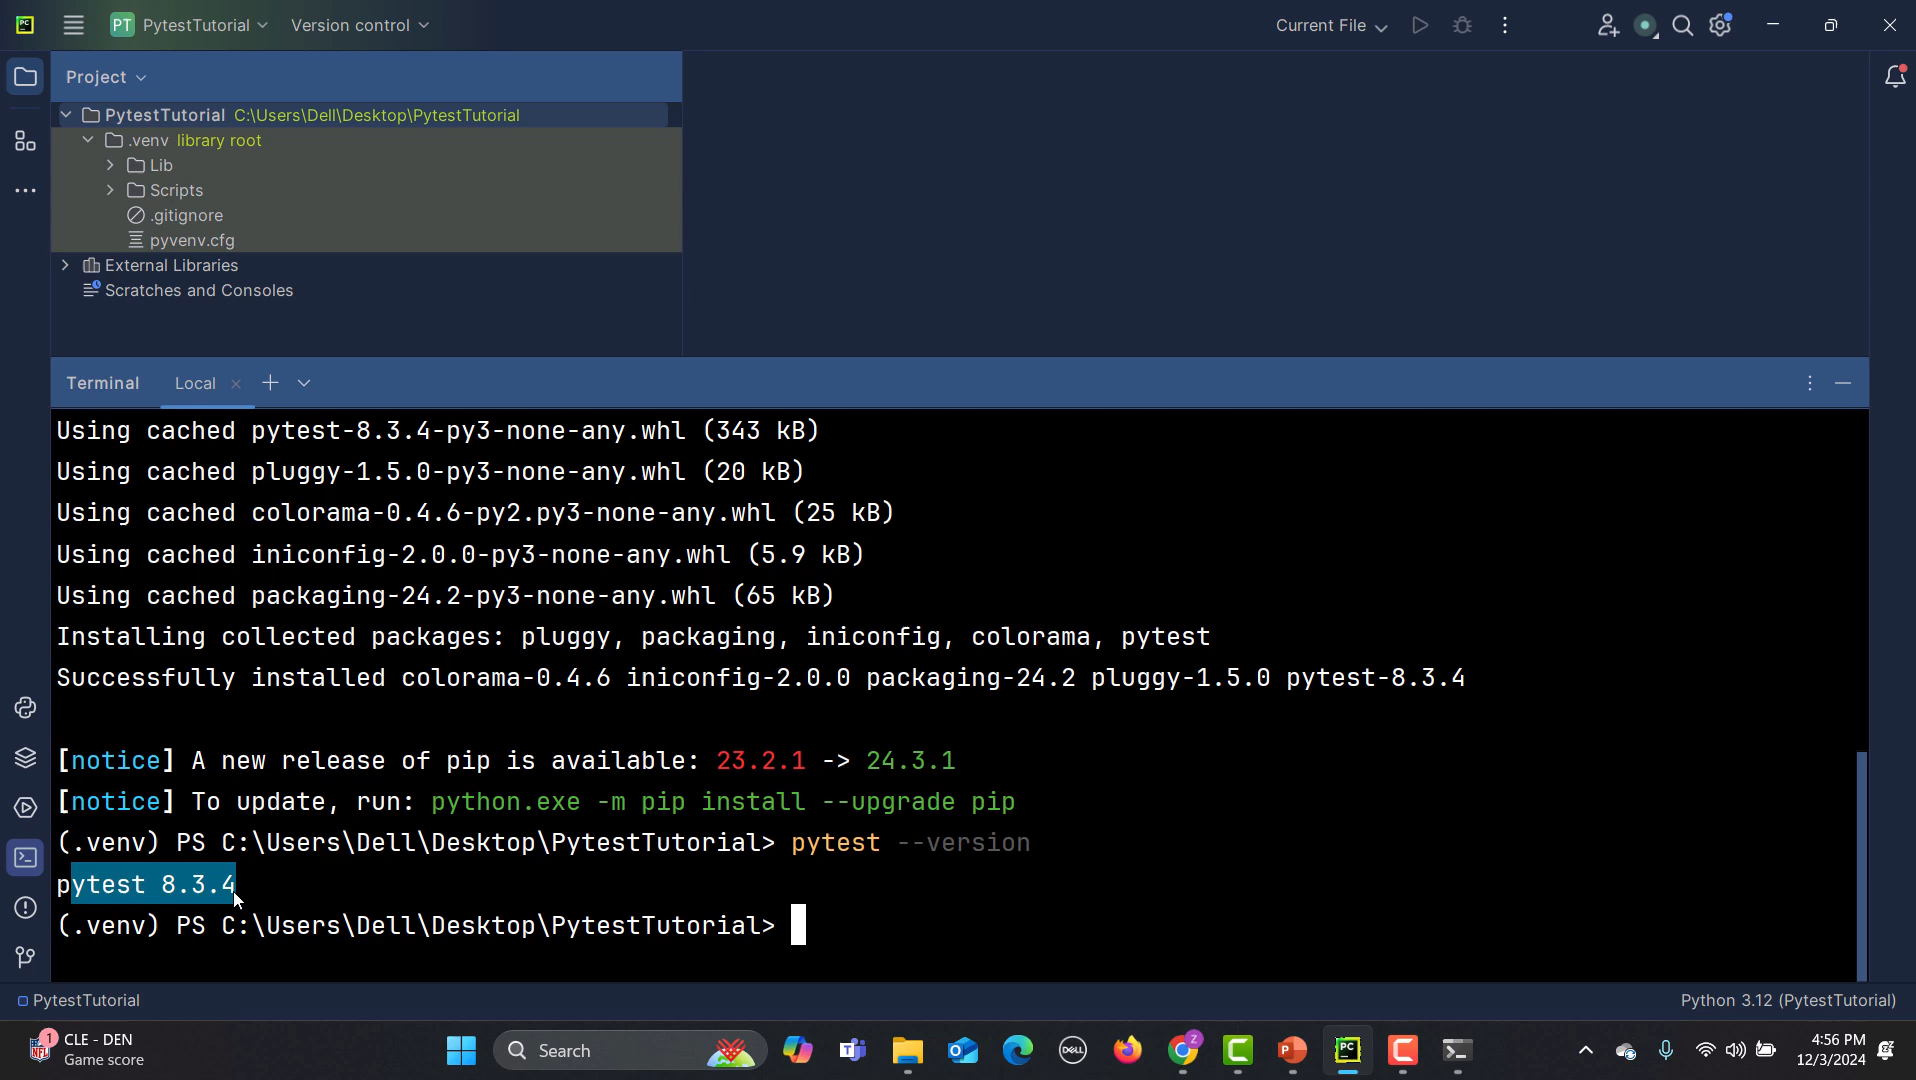 PC
PT PytestTutorial Version control
Current File
Project
PytestTutorial C:\Users\Dell\Desktop\PytestTutorial
.venv library root
Lib
Scripts
.gitignore
pyvenv.cfg
External Libraries
Scratches and Consoles
Terminal Local
Using cached pytest-8.3.4-py3-none-any.whl (343 kB)
Using cached pluggy-1.5.0-py3-none-any.whl (20 kB)
Using cached colorama-0.4.6-py2.py3-none-any.whl (25 kB)
Using cached iniconfig-2.0.0-py3-none-any.whl (5.9 kB)
Using cached packaging-24.2-py3-none-any.whl (65 kB)
Installing collected packages: pluggy, packaging, iniconfig, colorama, pytest
Successfully installed colorama-0.4.6 iniconfig-2.0.0 packaging-24.2 pluggy-1.5.0 pytest-8.3.4
[notice] A new release of pip is available: 23.2.1 -> 24.3.1
[notice] To update, run: python.exe -m pip install --upgrade pip
(.venv) PS C:\Users\Dell\Desktop\PytestTutorial> pytest --version
pytest 8.3.4
(.venv) PS C:\Users\Dell\Desktop\PytestTutorial>
PytestTutorial
Python 3.12 (PytestTutorial)
1 NFL CLE - DEN
Game score
Search
DELL
Z
P
PC
4:56 PM
12/3/2024